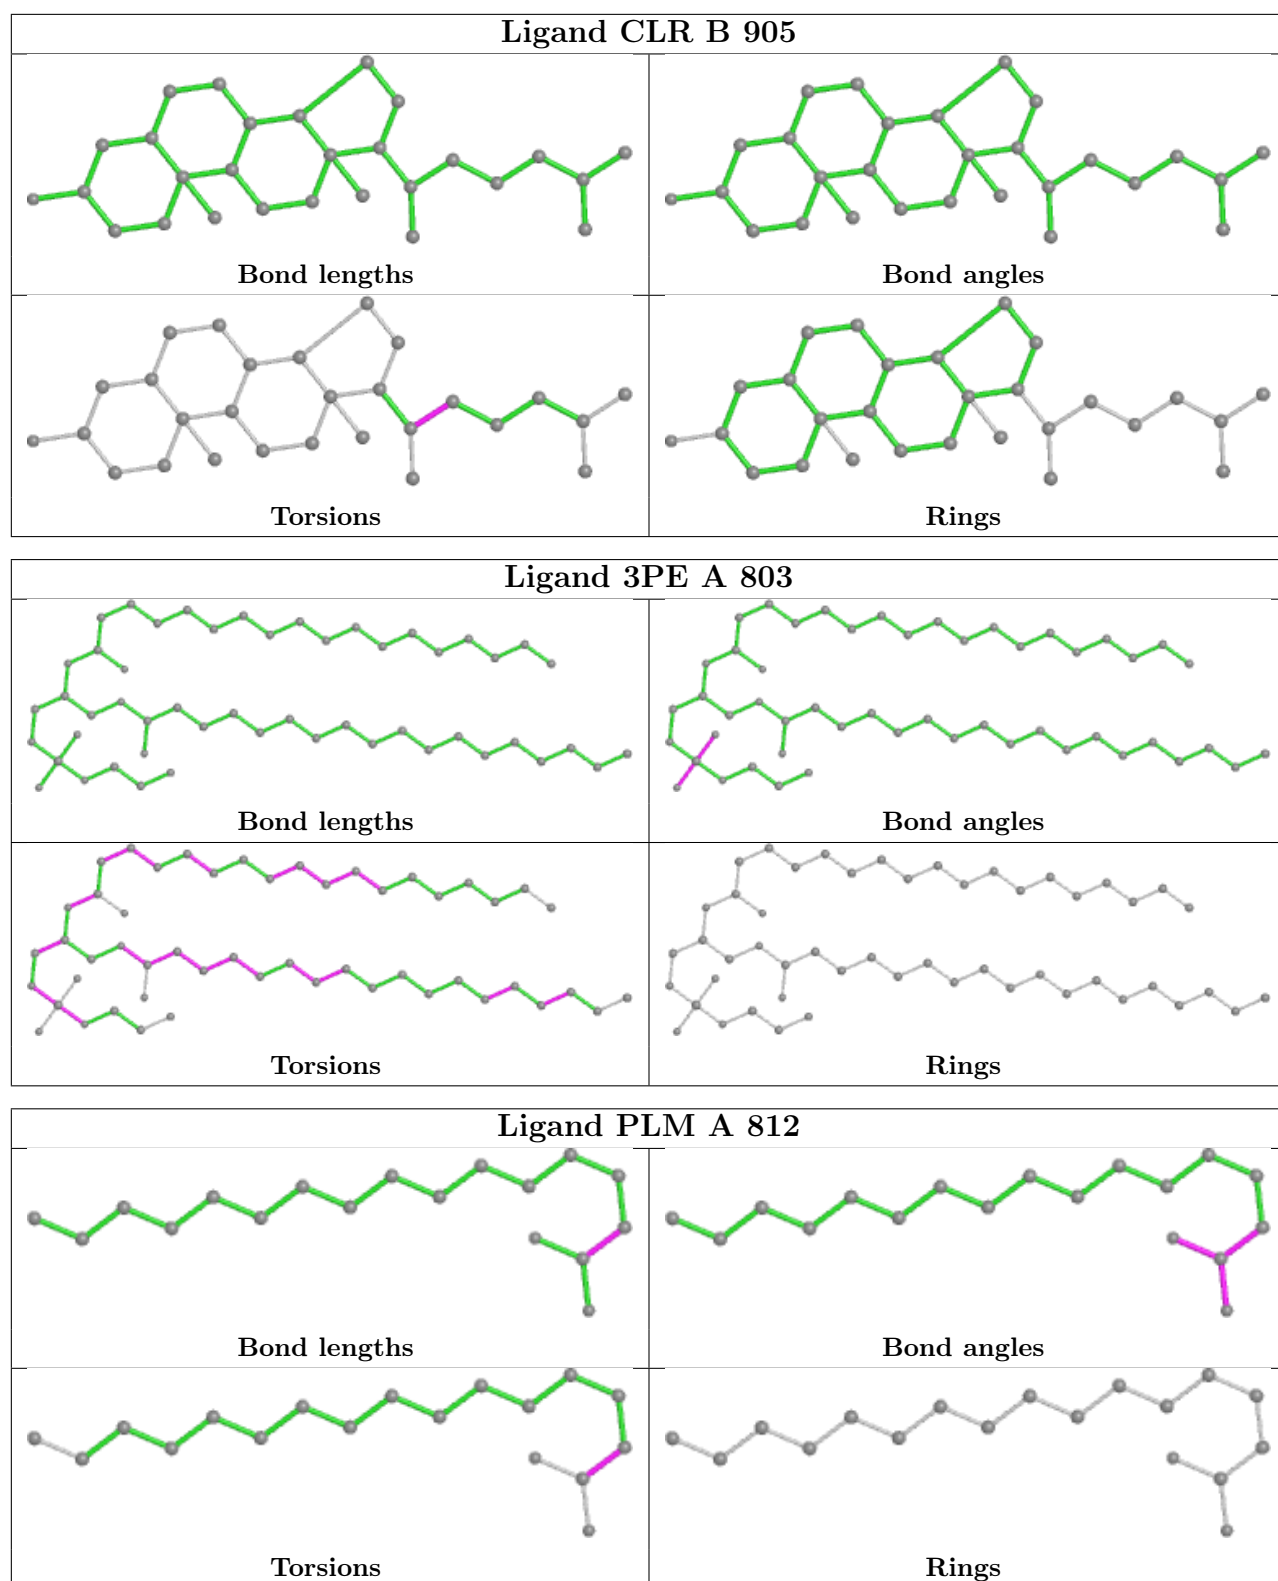 Ligand CLR B 905
Bond lengths
Bond angles
Torsions
Rings
Ligand 3PE A 803
Bond lengths
Bond angles
Torsions
Rings
Ligand PLM A 812
Bond lengths
Bond angles
Torsions
Rings